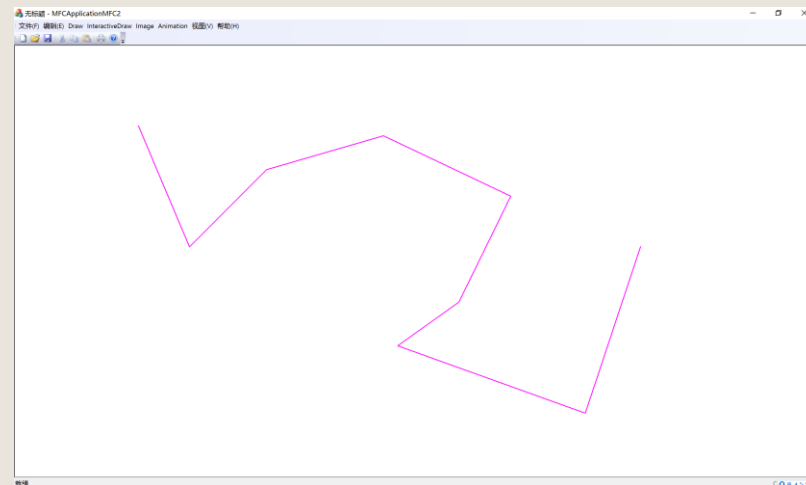 无标题 - MFCApplicationMFC2
文件(F) 编辑(E) Draw InteractiveDraw Image Animation 视图(V) 帮助(H)
就绪